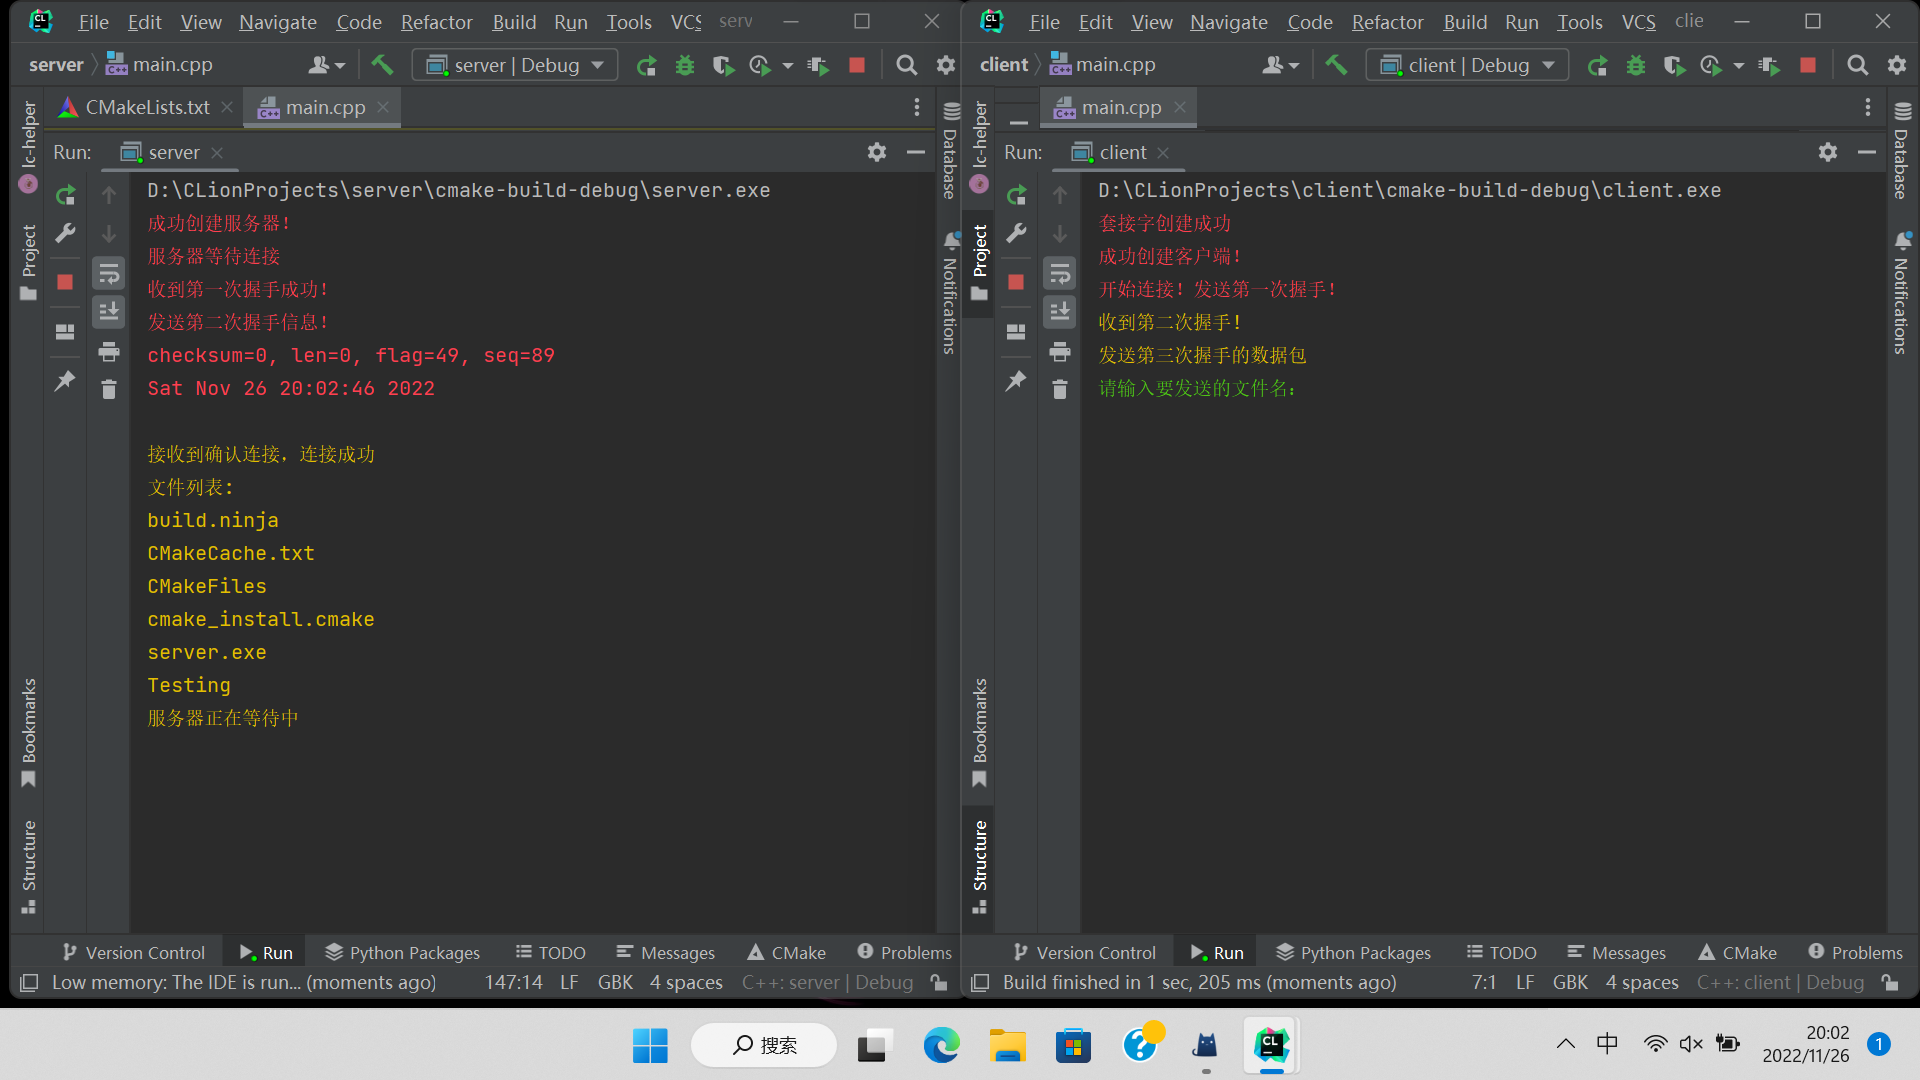 File Edit View Navigate Code Refactor Build Run Tools VCS serv
server main.cpp server | Debug
CMakeLists.txt main.cpp
Run: server
D:\CLionProjects\server\cmake-build-debug\server.exe
成功创建服务器!
服务器等待连接
收到第一次握手成功!
发送第二次握手信息!
checksum=0, len=0, flag=49, seq=89
Sat Nov 26 20:02:46 2022
接收到确认连接，连接成功
文件列表:
build.ninja
CMakeCache.txt
CMakeFiles
cmake_install.cmake
server.exe
Testing
服务器正在等待中
lc-helper
Project
Bookmarks
Structure
Database
Notifications
Version Control Run Python Packages TODO Messages CMake Problems
Low memory: The IDE is run... (moments ago) 147:14 LF GBK 4 spaces C++: server | Debug
File Edit View Navigate Code Refactor Build Run Tools VCS clie
client main.cpp client | Debug
main.cpp
Run: client
D:\CLionProjects\client\cmake-build-debug\client.exe
套接字创建成功
成功创建客户端!
开始连接! 发送第一次握手!
收到第二次握手!
发送第三次握手的数据包
请输入要发送的文件名:
lc-helper
Project
Bookmarks
Structure
Database
Notifications
Version Control Run Python Packages TODO Messages CMake Problems
Build finished in 1 sec, 205 ms (moments ago) 7:1 LF GBK 4 spaces C++: client | Debug
搜索
中
20:02
2022/11/26
1